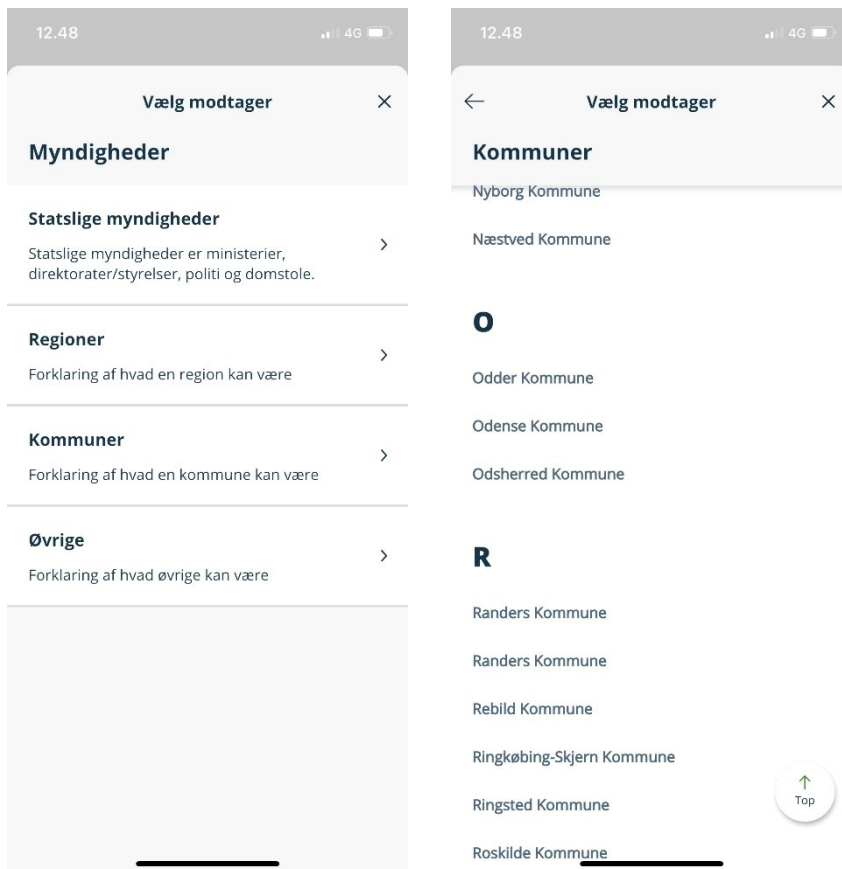 12.48
4G
Vælg modtager
Myndigheder
Statslige myndigheder
Statslige myndigheder er ministerier,
direktorater/styrelser, politi og domstole.
Regioner
Forklaring af hvad en region kan være
Kommuner
Forklaring af hvad en kommune kan være
Øvrige
Forklaring af hvad øvrige kan være
12.48
4G
Vælg modtager
Kommuner
Nyborg Kommune
Næstved Kommune
O
Odder Kommune
Odense Kommune
Odsherred Kommune
R
Randers Kommune
Randers Kommune
Rebild Kommune
Ringkøbing-Skjern Kommune
Ringsted Kommune
Roskilde Kommune
Top